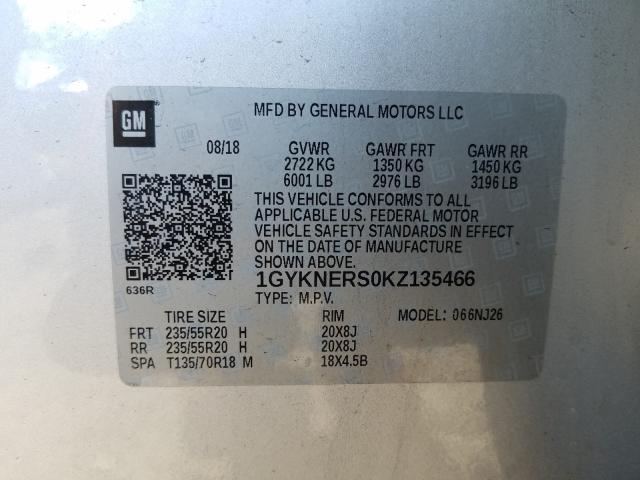 GM
MFD BY GENERAL MOTORS LLC
08/18 GVWR GAWR FRT GAWR RR
2722 KG 1350 KG 1450 KG
6001 LB 2976 LB 3196 LB
THIS VEHICLE CONFORMS TO ALL
APPLICABLE U.S. FEDERAL MOTOR
VEHICLE SAFETY STANDARDS IN EFFECT
ON THE DATE OF MANUFACTURE
SHOWN ABOVE.
636R
1GYKNERS0KZ135466
TYPE: M.P.V.
TIRE SIZE RIM MODEL: 066NJ26
FRT 235/55R20 H 20X8J
RR 235/55R20 H 20X8J
SPA T135/70R18 M 18X4.5B